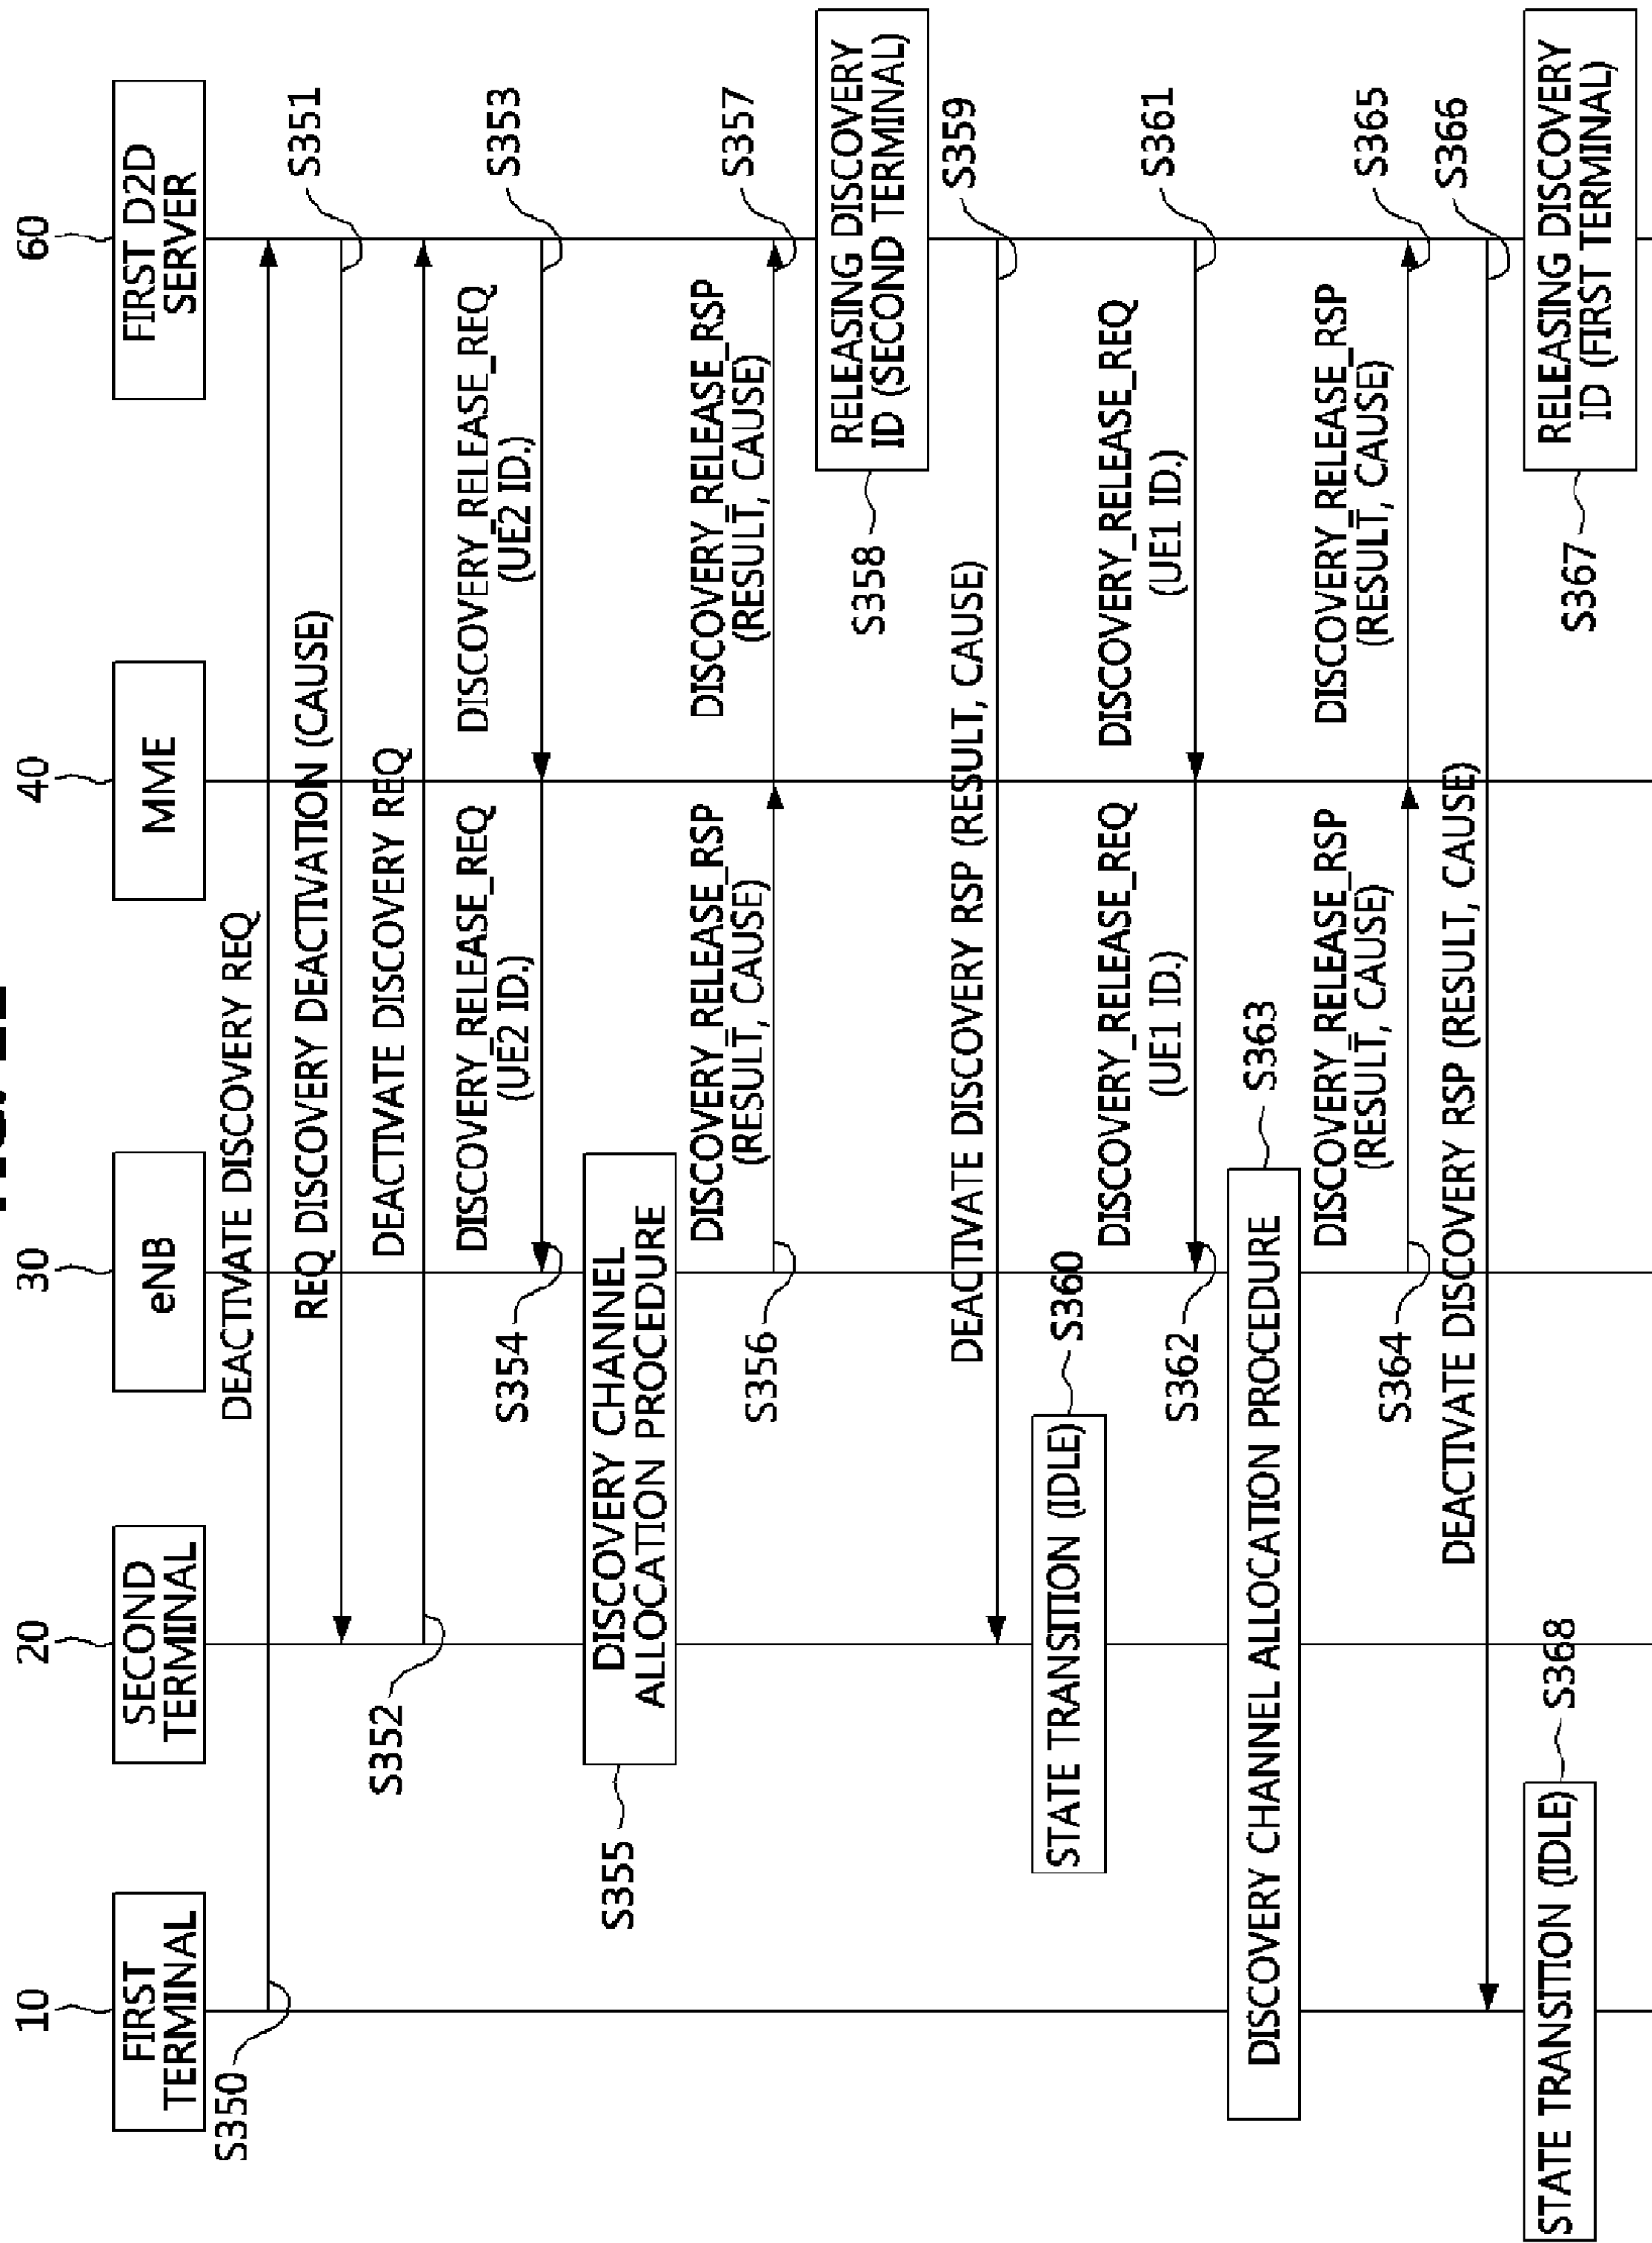 10
20
30
40
60
FIRST
TERMINAL
SECOND
TERMINAL
eNB
MME
FIRST D2D
SERVER
S350
DEACTIVATE DISCOVERY REQ
REQ DISCOVERY DEACTIVATION (CAUSE)
S351
S352
DEACTIVATE DISCOVERY REQ
DISCOVERY_RELEASE_REQ
(UE2 ID.)
S353
S354
DISCOVERY_RELEASE_REQ
(UE2 ID.)
S355
DISCOVERY CHANNEL
ALLOCATION PROCEDURE
S356
DISCOVERY_RELEASE_RSP
(RESULT, CAUSE)
DISCOVERY_RELEASE_RSP
(RESULT, CAUSE)
S357
S358
RELEASING DISCOVERY
ID (SECOND TERMINAL)
DEACTIVATE DISCOVERY RSP (RESULT, CAUSE)
S359
STATE TRANSITION (IDLE)
S360
DISCOVERY_RELEASE_REQ
(UE1 ID.)
S361
S362
DISCOVERY_RELEASE_REQ
(UE1 ID.)
DISCOVERY CHANNEL ALLOCATION PROCEDURE
S363
S364
DISCOVERY_RELEASE_RSP
(RESULT, CAUSE)
DISCOVERY_RELEASE_RSP
(RESULT, CAUSE)
S365
DEACTIVATE DISCOVERY RSP (RESULT, CAUSE)
S366
S367
RELEASING DISCOVERY
ID (FIRST TERMINAL)
STATE TRANSITION (IDLE)
S368